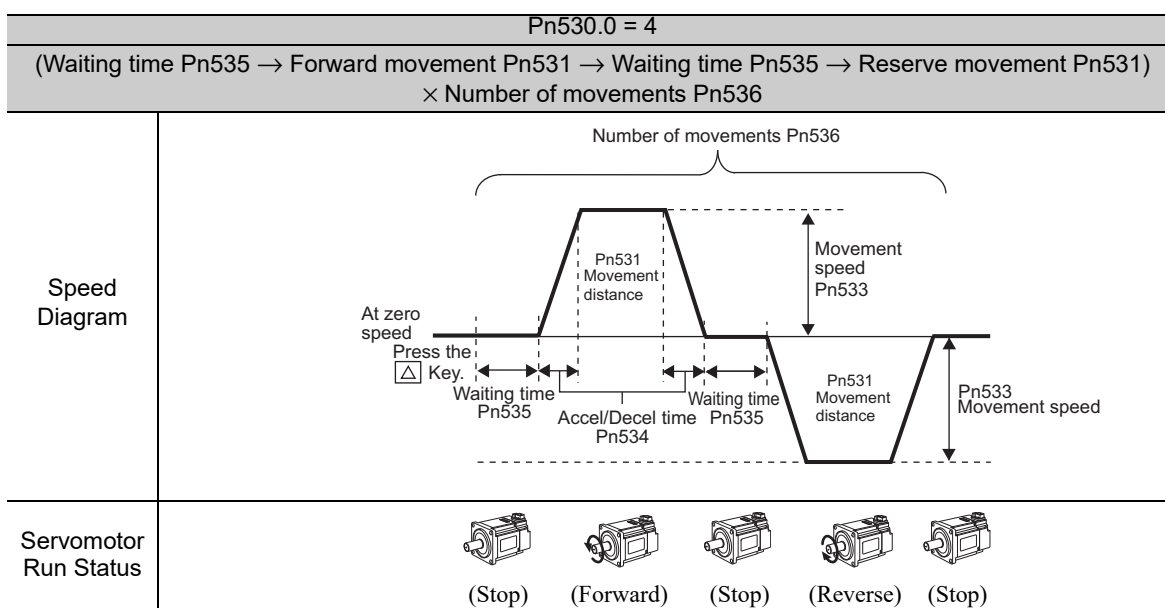 Pn530.0 = 4
(Waiting time Pn535 → Forward movement Pn531 → Waiting time Pn535 → Reserve movement Pn531)
× Number of movements Pn536
Speed
Diagram
Number of movements Pn536
Pn531
Movement
distance
Movement
speed
Pn533
At zero
speed
Press the
△ Key.
Waiting time
Pn535
Accel/Decel time
Pn534
Waiting time
Pn535
Pn531
Movement
distance
Pn533
Movement speed
Servomotor
Run Status
(Stop) (Forward) (Stop) (Reverse) (Stop)